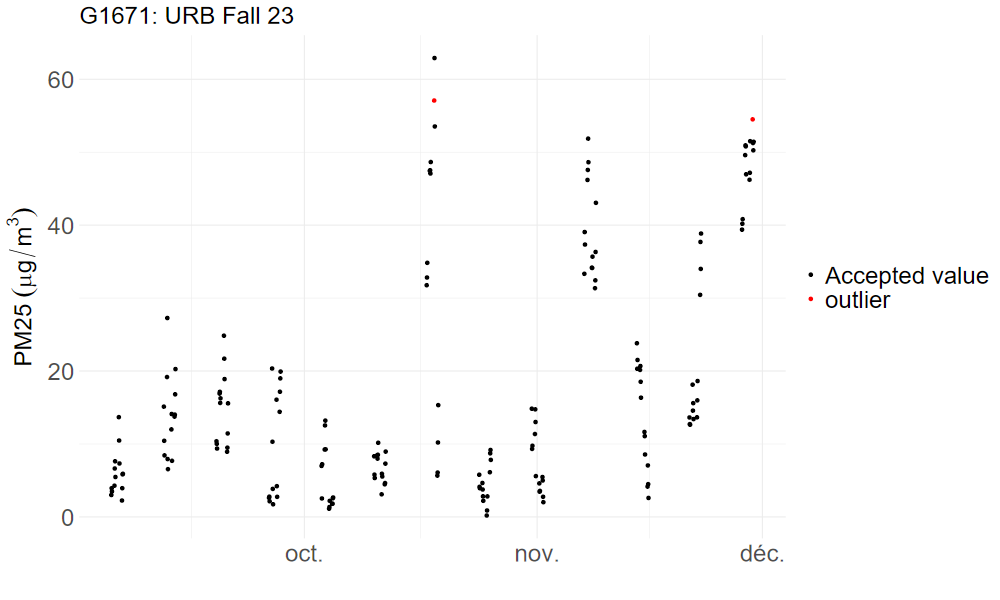 G1671: URB Fall 23
60
40
20
0
PM25 (μg/m³)
oct.
nov.
déc.
Accepted value
outlier